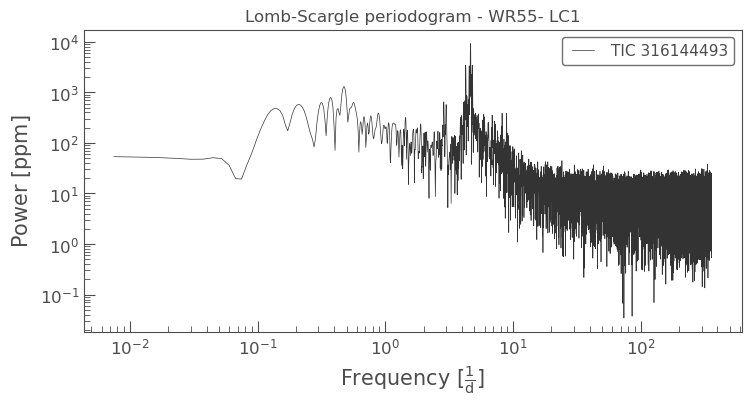 Lomb-Scargle periodogram - WR55- LC1
TIC 316144493
Power [ppm]
10⁴
10³
10²
10¹
10⁰
10⁻¹
10⁻² 10⁻¹ 10⁰ 10¹ 10²
Frequency [1/d]